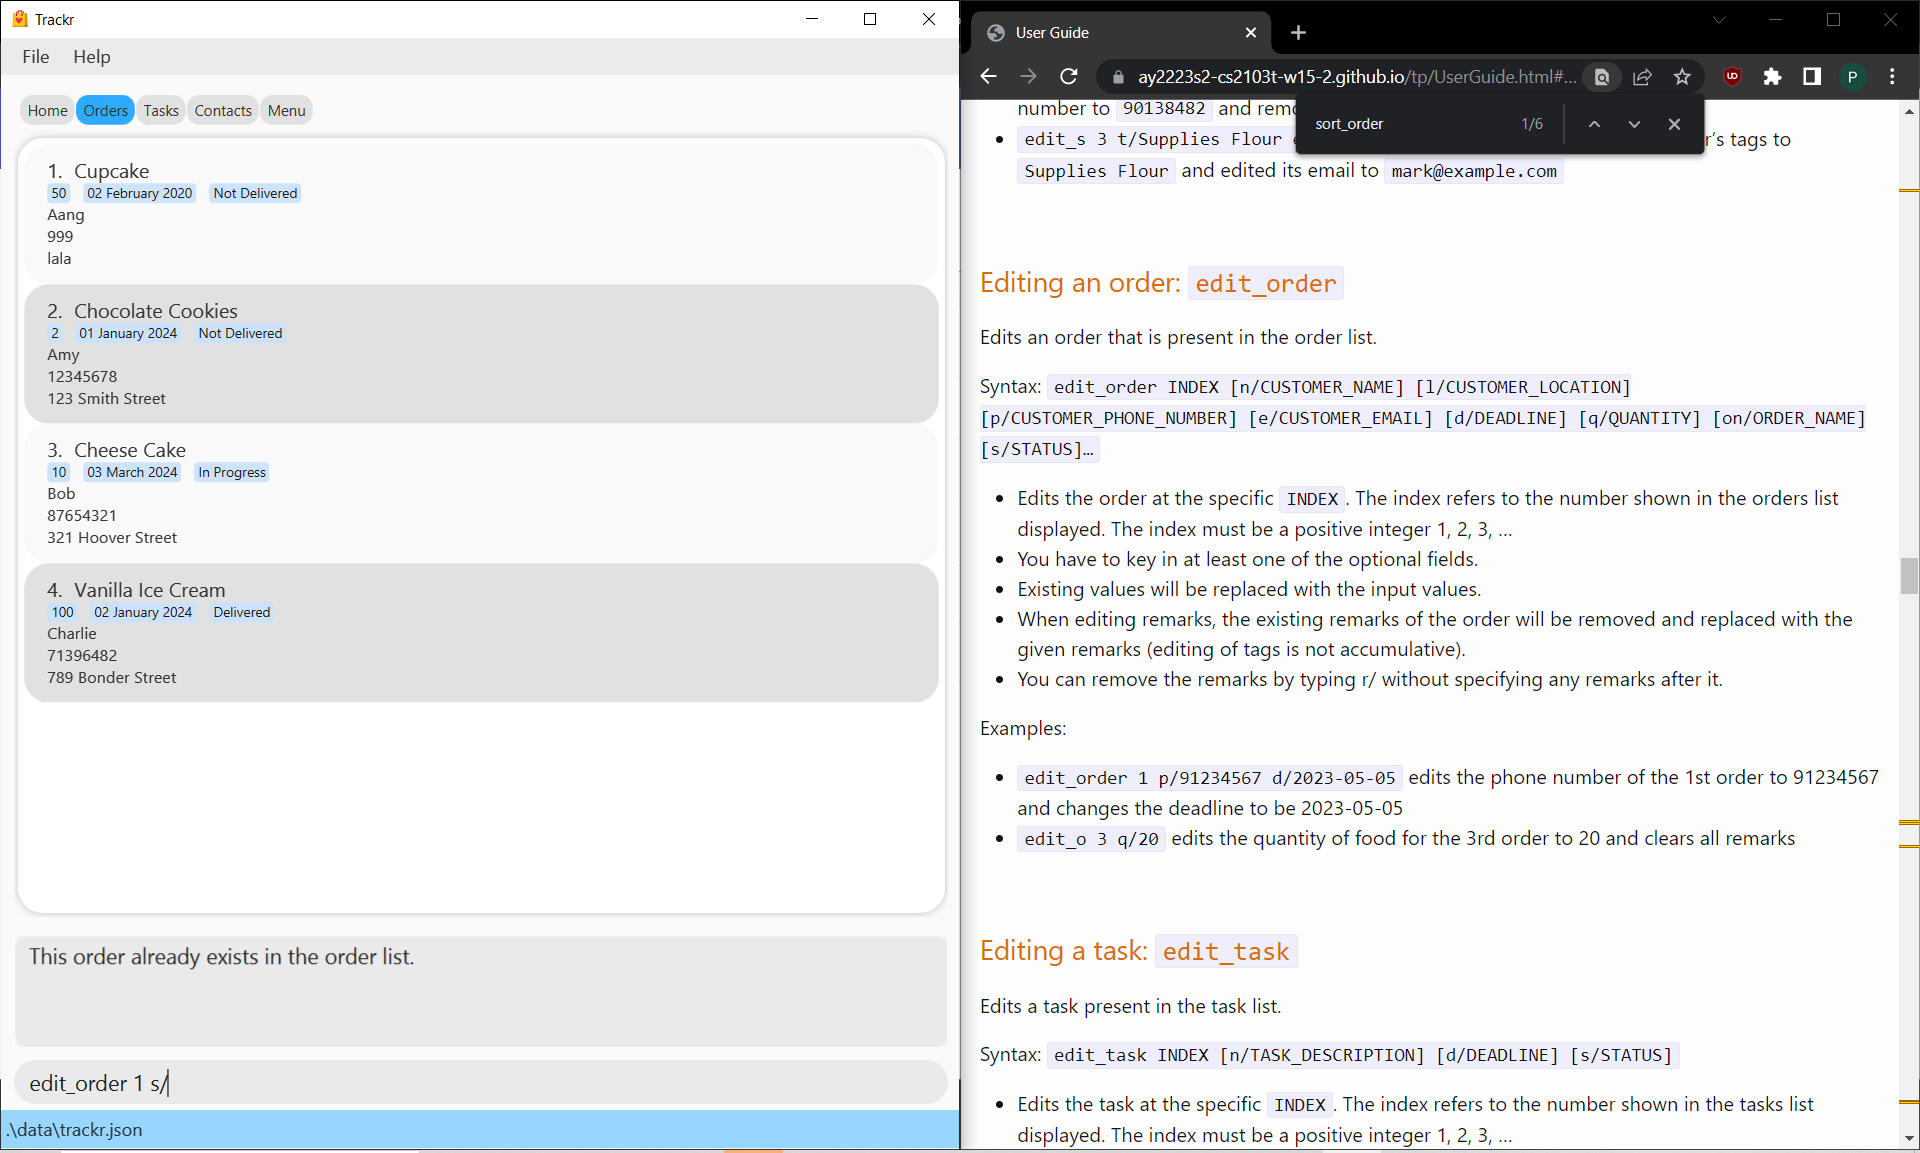 Trackr
File Help
Home Orders Tasks Contacts Menu
1. Cupcake
50 02 February 2020 Not Delivered
Aang
999
lala
2. Chocolate Cookies
2 01 January 2024 Not Delivered
Amy
12345678
123 Smith Street
3. Cheese Cake
10 03 March 2024 In Progress
Bob
87654321
321 Hoover Street
4. Vanilla Ice Cream
100 02 January 2024 Delivered
Charlie
71396482
789 Bonder Street
This order already exists in the order list.
edit_order 1 s/
.\data\trackr.json
User Guide
ay2223s2-cs2103t-w15-2.github.io/tp/UserGuide.html#...
P
sort_order 1/6
number to 90138482 and remo
edit_s 3 t/Supplies Flour r's tags to
Supplies Flour and edited its email to mark@example.com
Editing an order: edit_order
Edits an order that is present in the order list.
Syntax: edit_order INDEX [n/CUSTOMER_NAME] [l/CUSTOMER_LOCATION]
[p/CUSTOMER_PHONE_NUMBER] [e/CUSTOMER_EMAIL] [d/DEADLINE] [q/QUANTITY] [on/ORDER_NAME]
[s/STATUS]…
• Edits the order at the specific INDEX. The index refers to the number shown in the orders list
displayed. The index must be a positive integer 1, 2, 3, …
• You have to key in at least one of the optional fields.
• Existing values will be replaced with the input values.
• When editing remarks, the existing remarks of the order will be removed and replaced with the
given remarks (editing of tags is not accumulative).
• You can remove the remarks by typing r/ without specifying any remarks after it.
Examples:
• edit_order 1 p/91234567 d/2023-05-05 edits the phone number of the 1st order to 91234567
and changes the deadline to be 2023-05-05
• edit_o 3 q/20 edits the quantity of food for the 3rd order to 20 and clears all remarks
Editing a task: edit_task
Edits a task present in the task list.
Syntax: edit_task INDEX [n/TASK_DESCRIPTION] [d/DEADLINE] [s/STATUS]
• Edits the task at the specific INDEX. The index refers to the number shown in the tasks list
displayed. The index must be a positive integer 1, 2, 3, …